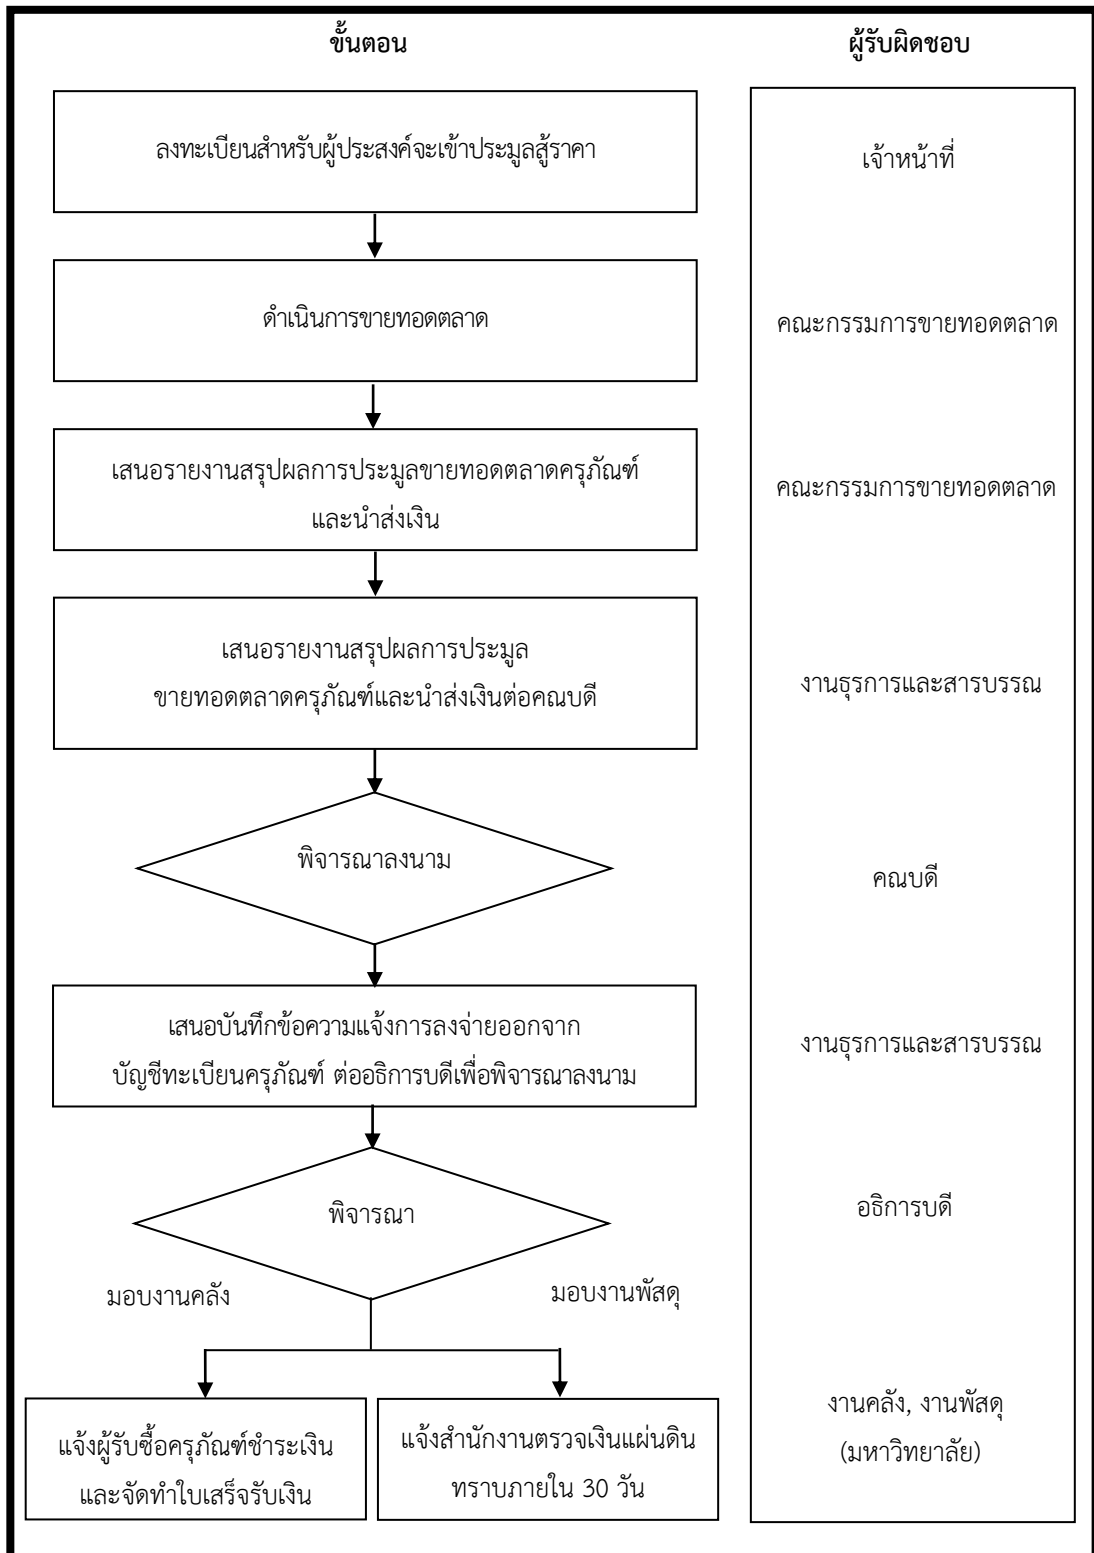 ขั้นตอน
ผู้รับผิดชอบ
ลงทะเบียนสำหรับผู้ประสงค์จะเข้าประมูลสู้ราคา
เจ้าหน้าที่
ดำเนินการขายทอดตลาด
คณะกรรมการขายทอดตลาด
เสนอรายงานสรุปผลการประมูลขายทอดตลาดครุภัณฑ์
และนำส่งเงิน
คณะกรรมการขายทอดตลาด
เสนอรายงานสรุปผลการประมูล
ขายทอดตลาดครุภัณฑ์และนำส่งเงินต่อคณบดี
งานธุรการและสารบรรณ
พิจารณาลงนาม
คณบดี
เสนอบันทึกข้อความแจ้งการลงจ่ายออกจาก
บัญชีทะเบียนครุภัณฑ์ ต่ออธิการบดีเพื่อพิจารณาลงนาม
งานธุรการและสารบรรณ
พิจารณา
อธิการบดี
มอบงานคลัง
มอบงานพัสดุ
แจ้งผู้รับซื้อครุภัณฑ์ชำระเงิน
และจัดทำใบเสร็จรับเงิน
แจ้งสำนักงานตรวจเงินแผ่นดิน
ทราบภายใน 30 วัน
งานคลัง, งานพัสดุ
(มหาวิทยาลัย)